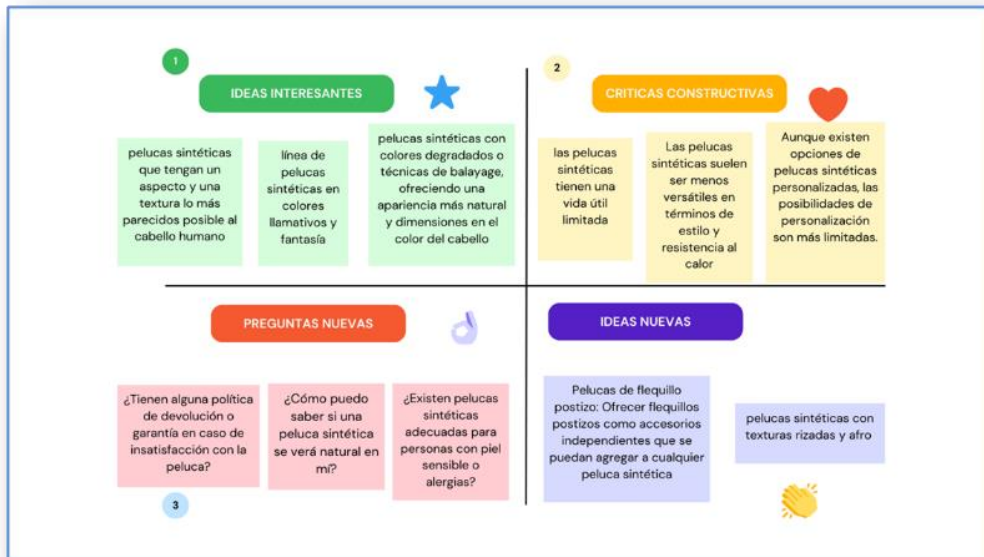 1
IDEAS INTERESANTES
pelucas sintéticas
que tengan un
aspecto y una
textura lo más
parecidos posible al
cabello humano
línea de
pelucas
sintéticas en
colores
llamativos y
fantasía
pelucas sintéticas con
colores degradados o
técnicas de balayage,
ofreciendo una
apariencia más natural
y dimensiones en el
color del cabello
2
CRITICAS CONSTRUCTIVAS
las pelucas
sintéticas
tienen una
vida útil
limitada
Las pelucas
sintéticas suelen
ser menos
versátiles en
términos de
estilo y
resistencia al
calor
Aunque existen
opciones de
pelucas sintéticas
personalizadas, las
posibilidades de
personalización
son más limitadas.
PREGUNTAS NUEVAS
¿Tienen alguna política
de devolución o
garantía en caso de
insatisfacción con la
peluca?
¿Cómo puedo
saber si una
peluca sintética
se verá natural en
mí?
¿Existen pelucas
sintéticas
adecuadas para
personas con piel
sensible o
alergias?
3
IDEAS NUEVAS
Pelucas de flequillo
postizo: Ofrecer flequillos
postizos como accesorios
independientes que se
puedan agregar a cualquier
peluca sintética
pelucas sintéticas con
texturas rizadas y afro